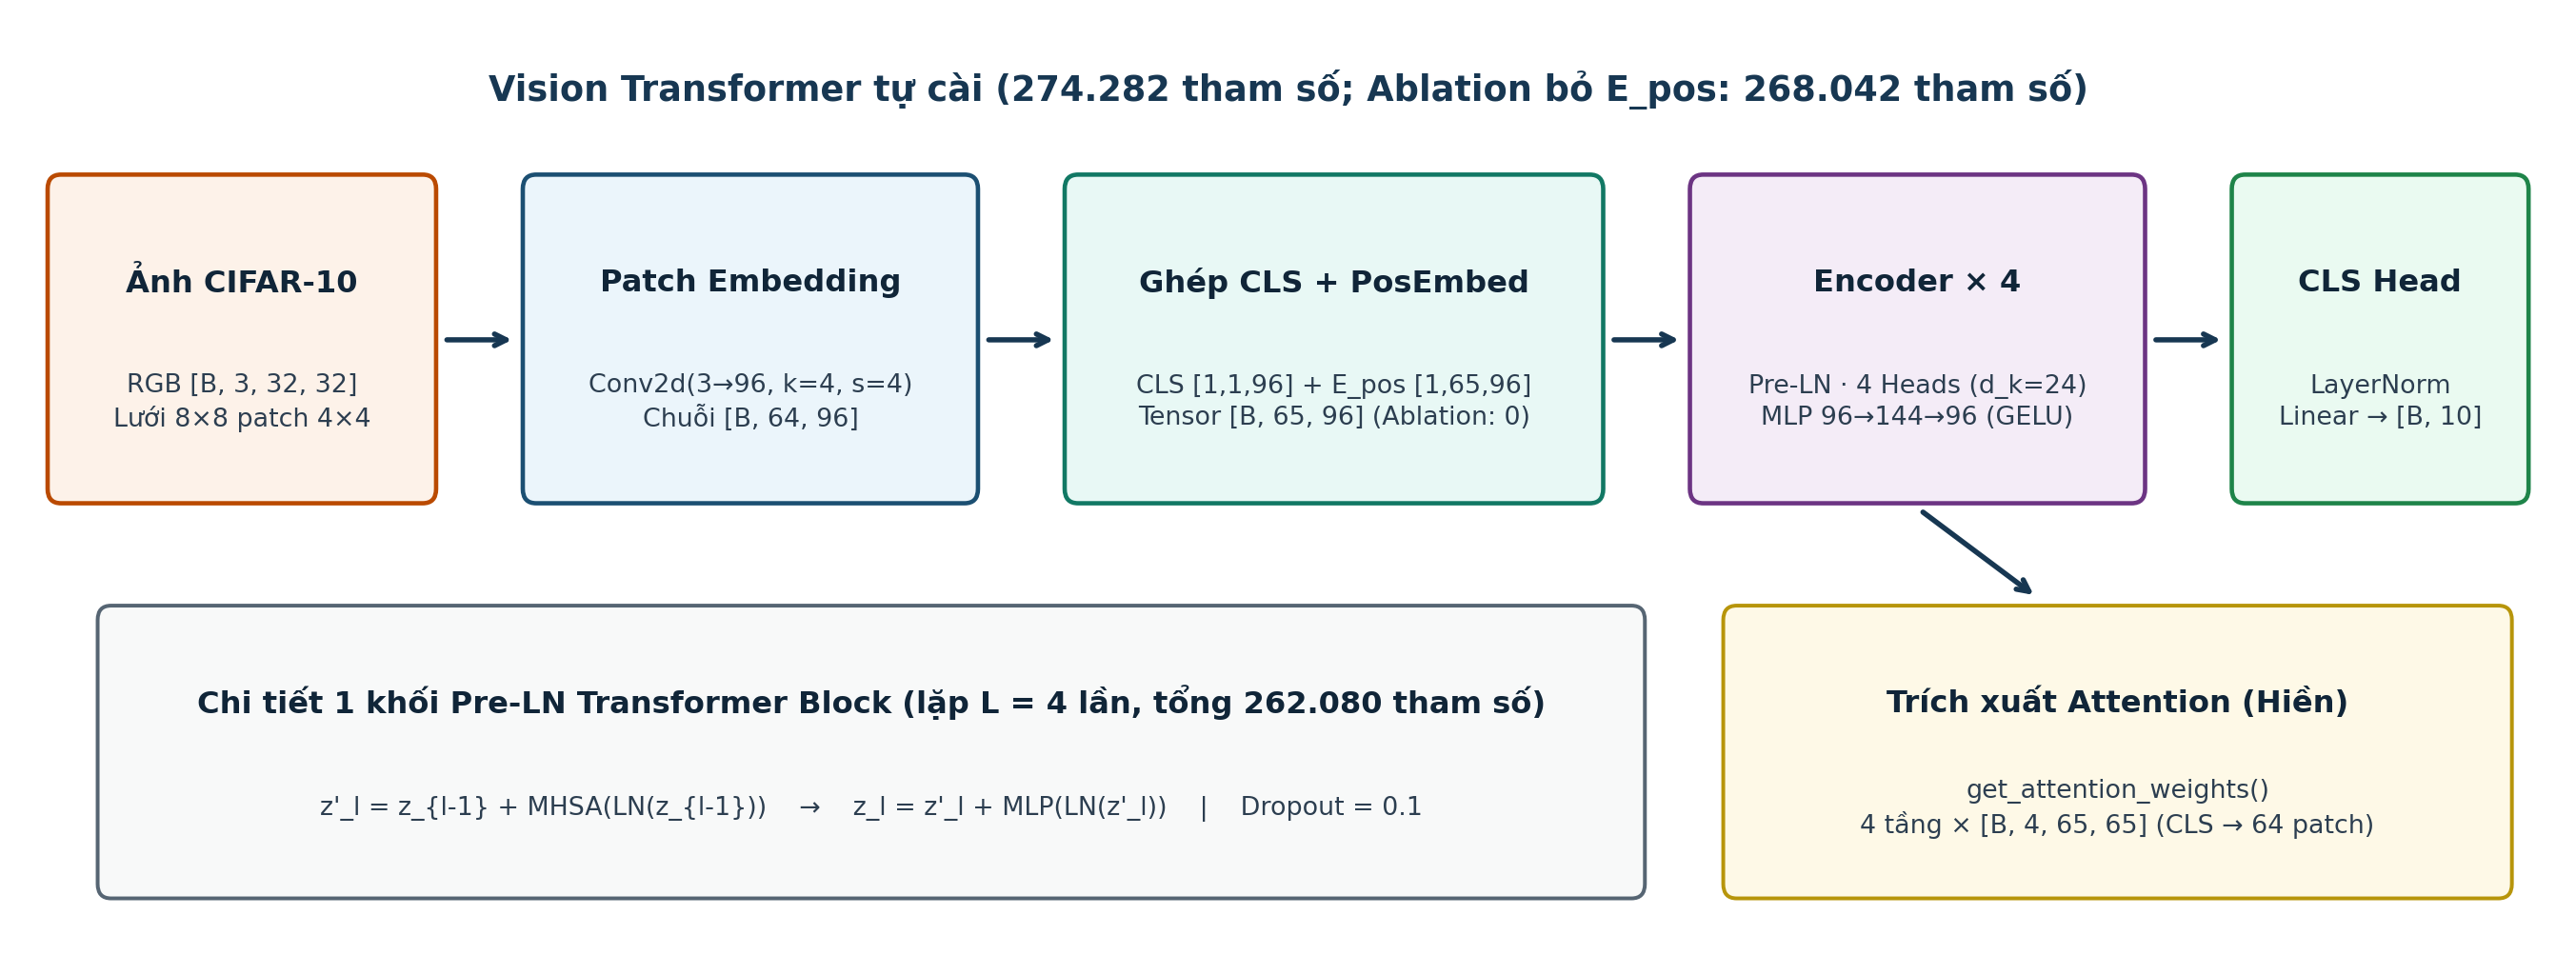 Vision Transformer tự cài (274.282 tham số; Ablation bỏ E_pos: 268.042 tham số)
Ảnh CIFAR-10
RGB [B, 3, 32, 32]
Lưới 8×8 patch 4×4
Patch Embedding
Conv2d(3→96, k=4, s=4)
Chuỗi [B, 64, 96]
Ghép CLS + PosEmbed
CLS [1,1,96] + E_pos [1,65,96]
Tensor [B, 65, 96] (Ablation: 0)
Encoder × 4
Pre-LN · 4 Heads (d_k=24)
MLP 96→144→96 (GELU)
CLS Head
LayerNorm
Linear → [B, 10]
Chi tiết 1 khối Pre-LN Transformer Block (lặp L = 4 lần, tổng 262.080 tham số)
z'_l = z_{l-1} + MHSA(LN(z_{l-1})) → z_l = z'_l + MLP(LN(z'_l)) | Dropout = 0.1
Trích xuất Attention (Hiền)
get_attention_weights()
4 tầng × [B, 4, 65, 65] (CLS → 64 patch)